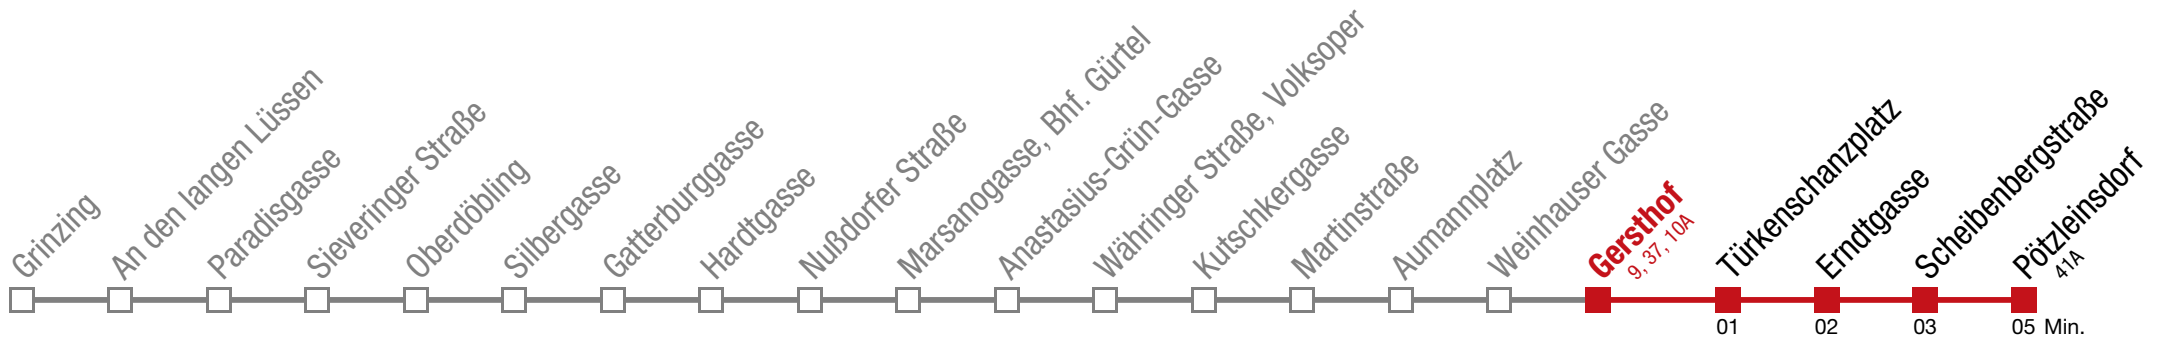 Grinzing
An den langen Lüssen
Paradisgasse
Sieveringer Straße
Oberdöbling
Silbergasse
Gatterburggasse
Hardtgasse
Nußdorfer Straße
Marsanogasse, Bhf. Gürtel
Anastasius-Grün-Gasse
Währinger Straße, Volksoper
Kutschkergasse
Martinstraße
Aumannplatz
Weinhauser Gasse
Gersthof
9, 37, 10A
Türkenschanzplatz
Erndtgasse
Scheibenbergstraße
Pötzleinsdorf
41A
01 02 03 05 Min.